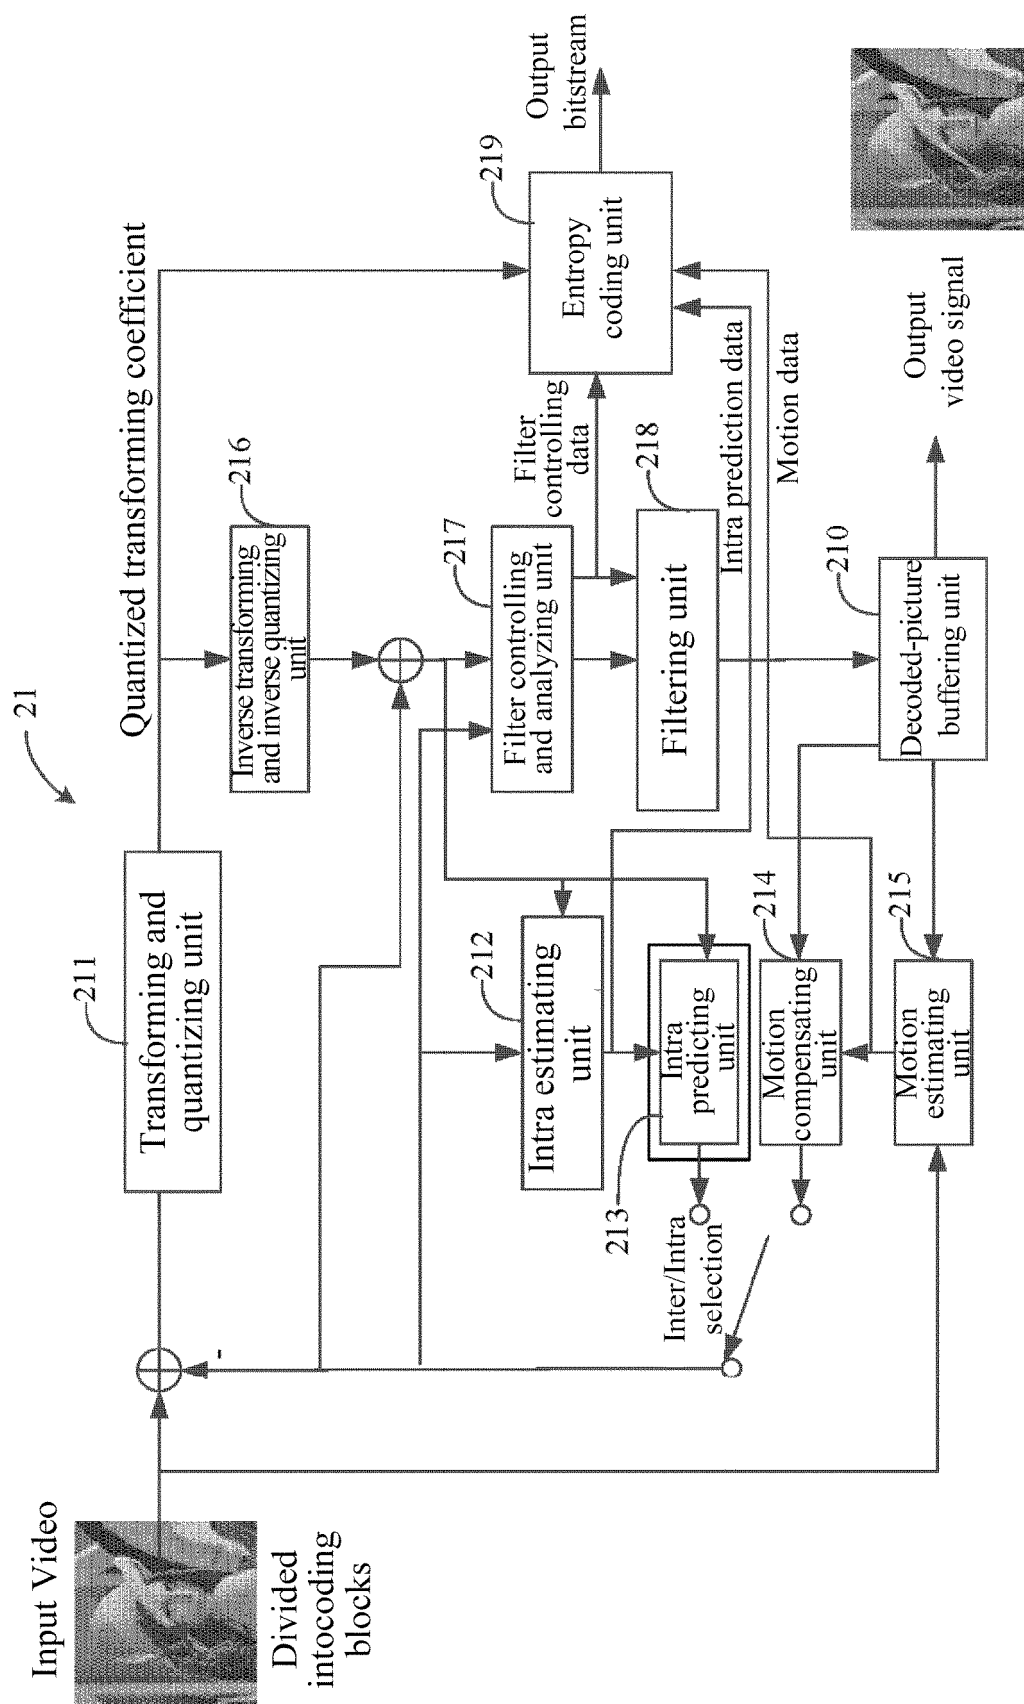 21
Input Video
Divided
intocoding
blocks
-
211
Transforming and
quantizing unit
Quantized transforming coefficient
216
Inverse transforming
and inverse quantizing
unit
212
Intra estimating
unit
217
Filter controlling
and analyzing unit
Filter
controlling
data
219
Entropy
coding unit
Output
bitstream
213
Intra
predicting
unit
Inter/Intra
selection
218
Filtering unit
Intra prediction data
Motion data
214
Motion
compensating
unit
215
Motion
estimating
unit
210
Decoded-picture
buffering unit
Output
video signal